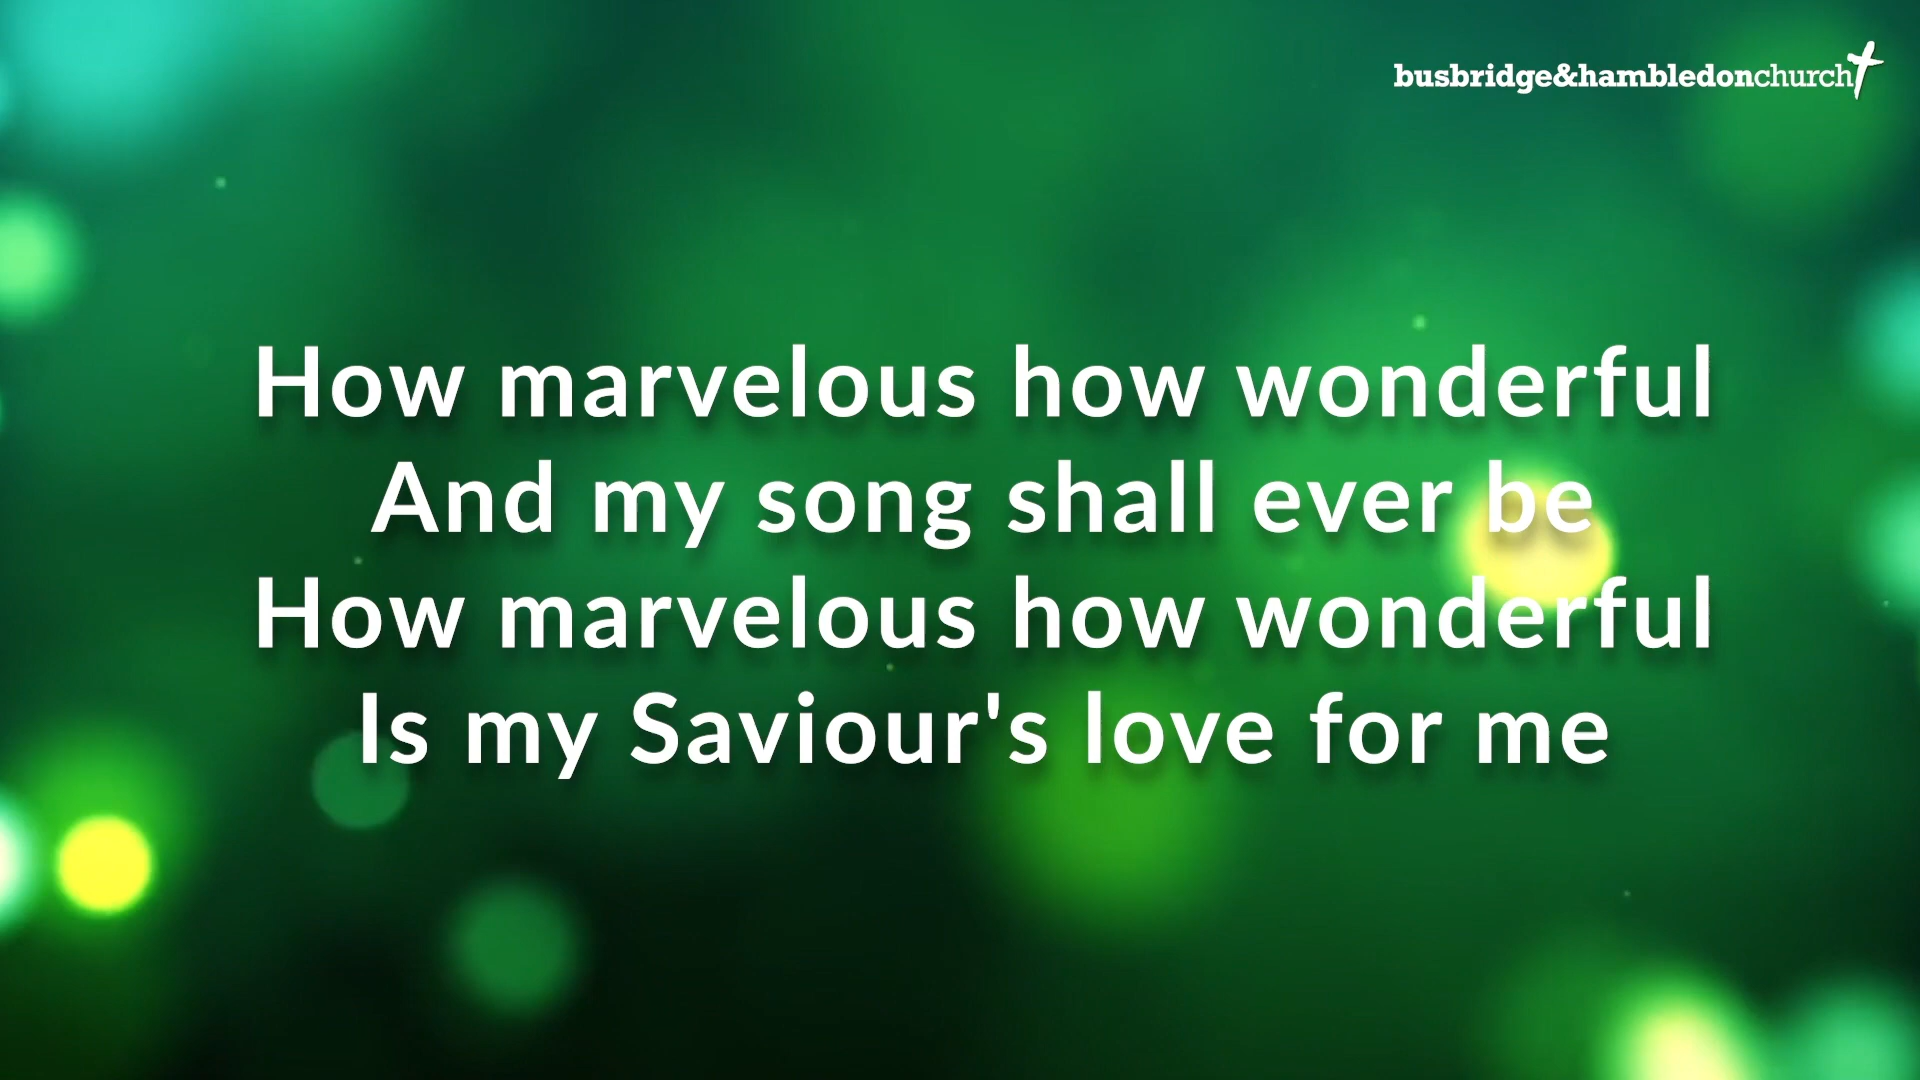 busbridge&hambledonchurch
How marvelous how wonderful
And my song shall ever be
How marvelous how wonderful
Is my Saviour's love for me